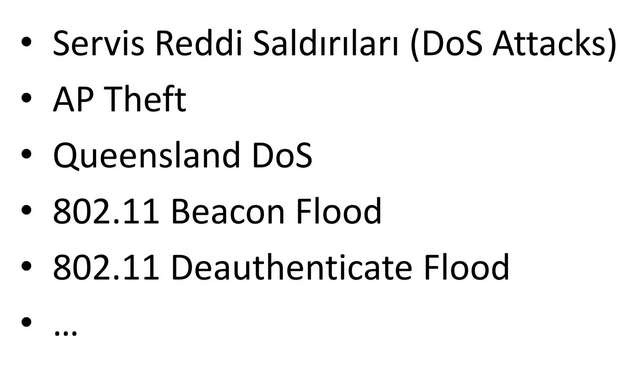 • Servis Reddi Saldırıları (DoS Attacks)
• AP Theft
• Queensland DoS
• 802.11 Beacon Flood
• 802.11 Deauthenticate Flood
• …